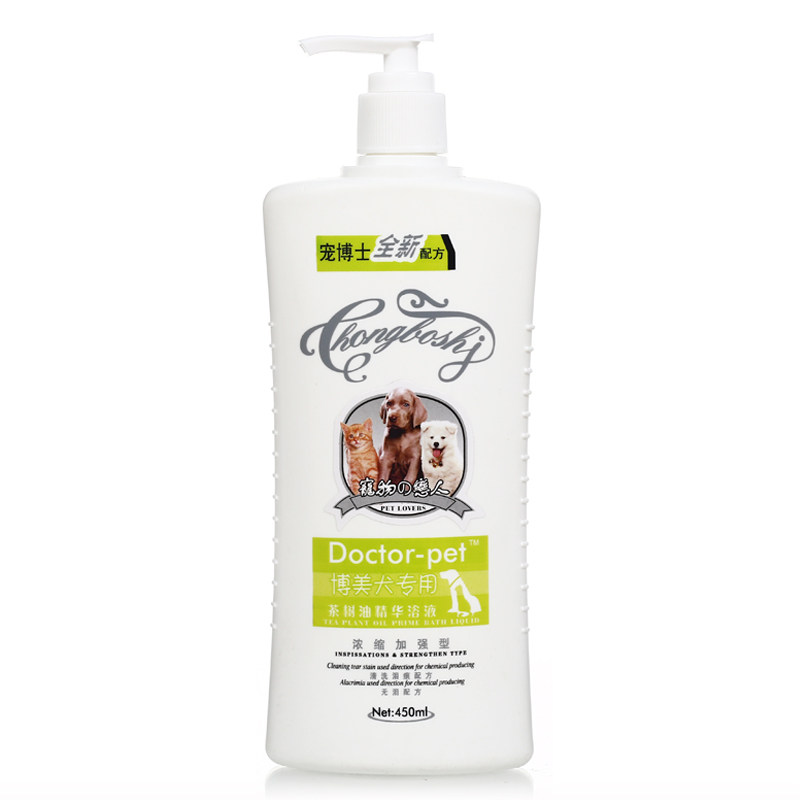 宠博士全新配方
Chongboshi
寵物の戀人
PET LOVERS
Doctor-pet™
博美犬专用
茶树油精华浴液
TEA PLANT OIL PRIME BATH LIQUID
浓缩加强型
INSPISSATIONS & STRENGTHEN TYPE
Cleaning tear stain used direction for chemical producing
清洗泪痕配方
Alacrimia used direction for chemical producing
无泪配方
Net:450ml